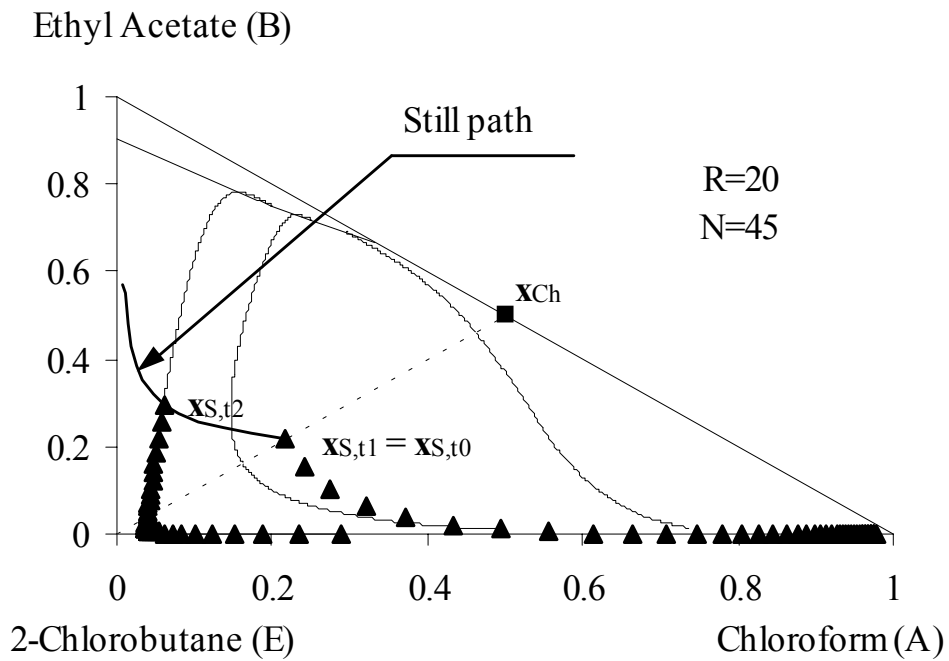 Ethyl Acetate (B)
1
Still path
0.8
R=20
N=45
0.6
xCh
0.4
xS,t2
xS,t1 = xS,t0
0.2
0
0 0.2 0.4 0.6 0.8 1
2-Chlorobutane (E) Chloroform (A)